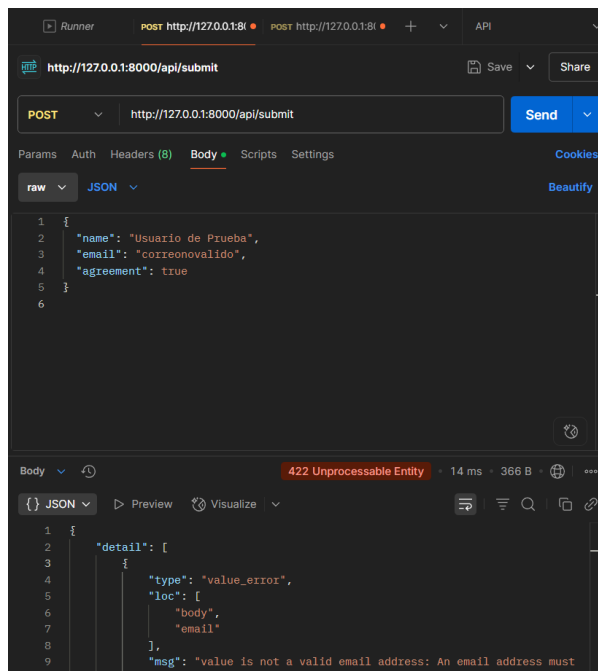 Runner
POST http://127.0.0.1:8(
POST http://127.0.0.1:8(
API
HTTP http://127.0.0.1:8000/api/submit
Save
Share
POST
http://127.0.0.1:8000/api/submit
Send
Params Auth Headers (8) Body Scripts Settings Cookies
raw JSON Beautify
1 {
2 "name": "Usuario de Prueba",
3 "email": "correonovalido",
4 "agreement": true
5 }
6
Body 422 Unprocessable Entity 14 ms 366 B
{} JSON Preview Visualize
1 {
2 "detail": [
3 {
4 "type": "value_error",
5 "loc": [
6 "body",
7 "email"
8 ],
9 "msg": "value is not a valid email address: An email address must